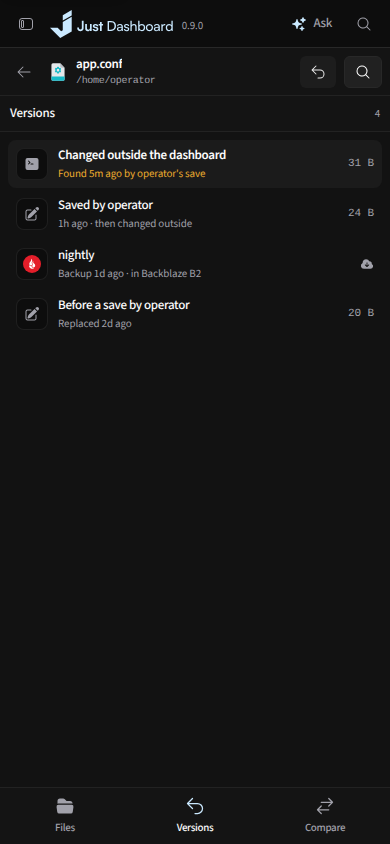 Just Dashboard 0.9.0 Ask
app.conf
/home/operator
Versions 4
Changed outside the dashboard
Found 5m ago by operator's save
31 B
Saved by operator
1h ago · then changed outside
24 B
nightly
Backup 1d ago · in Backblaze B2
Before a save by operator
Replaced 2d ago
20 B
Files Versions Compare